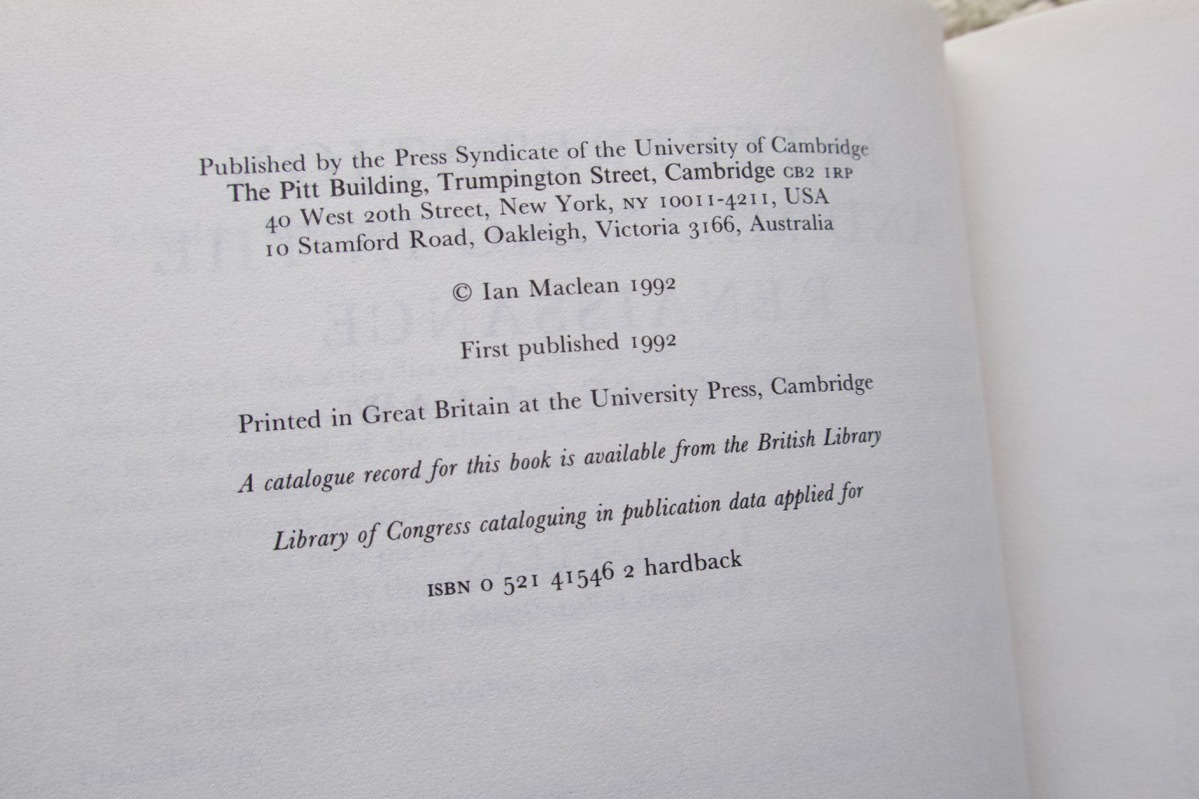 Published by the Press Syndicate of the University of Cambridge
The Pitt Building, Trumpington Street, Cambridge CB2 1RP
40 West 20th Street, New York, NY 10011-4211, USA
10 Stamford Road, Oakleigh, Victoria 3166, Australia
© Ian Maclean 1992
First published 1992
Printed in Great Britain at the University Press, Cambridge
A catalogue record for this book is available from the British Library
Library of Congress cataloguing in publication data applied for
ISBN 0 521 41546 2 hardback